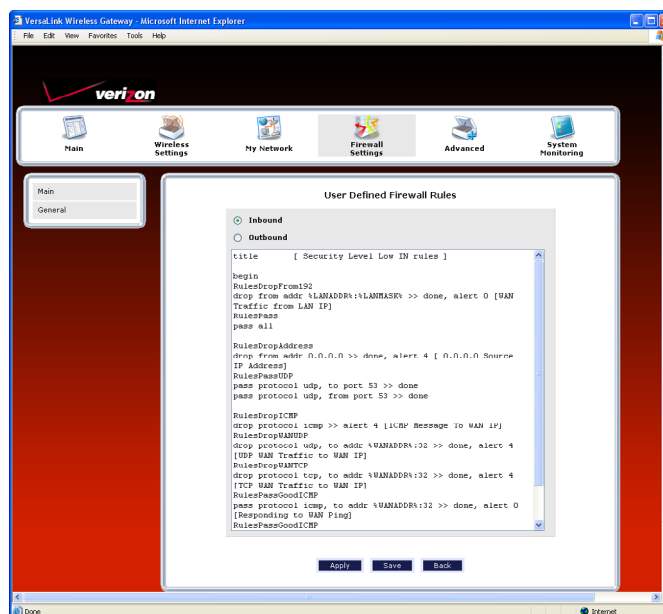 VersaLink Wireless Gateway - Microsoft Internet Explorer
File Edit View Favorites Tools Help
verizon
Main
Wireless Settings
My Network
Firewall Settings
Advanced
System Monitoring
Main
General
User Defined Firewall Rules
Inbound
Outbound
title [ Security Level Low IN rules ]
begin
RulesDropFrom192
drop from addr %LANADDR%:%LANMASK% >> done, alert 0 [WAN
Traffic from LAN IP]
RulesPass
pass all
RulesDropAddress
drop from addr 0.0.0.0 >> done, alert 4 [ 0.0.0.0 Source
IP Address]
RulesPassUDP
pass protocol udp, to port 53 >> done
pass protocol udp, from port 53 >> done
RulesDropICMP
drop protocol icmp >> alert 4 [ICMP Message To WAN IP]
RulesDropWANUDP
drop protocol udp, to addr %WANADDR%:32 >> done, alert 4
[UDP WAN Traffic to WAN IP]
RulesDropWANTCP
drop protocol tcp, to addr %WANADDR%:32 >> done, alert 4
[TCP WAN Traffic to WAN IP]
RulesPassGoodICMP
pass protocol icmp, to addr %WANADDR%:32 >> done, alert 0
[Responding to WAN Ping]
RulesPassGoodICMP
Apply Save Back
Done
Internet